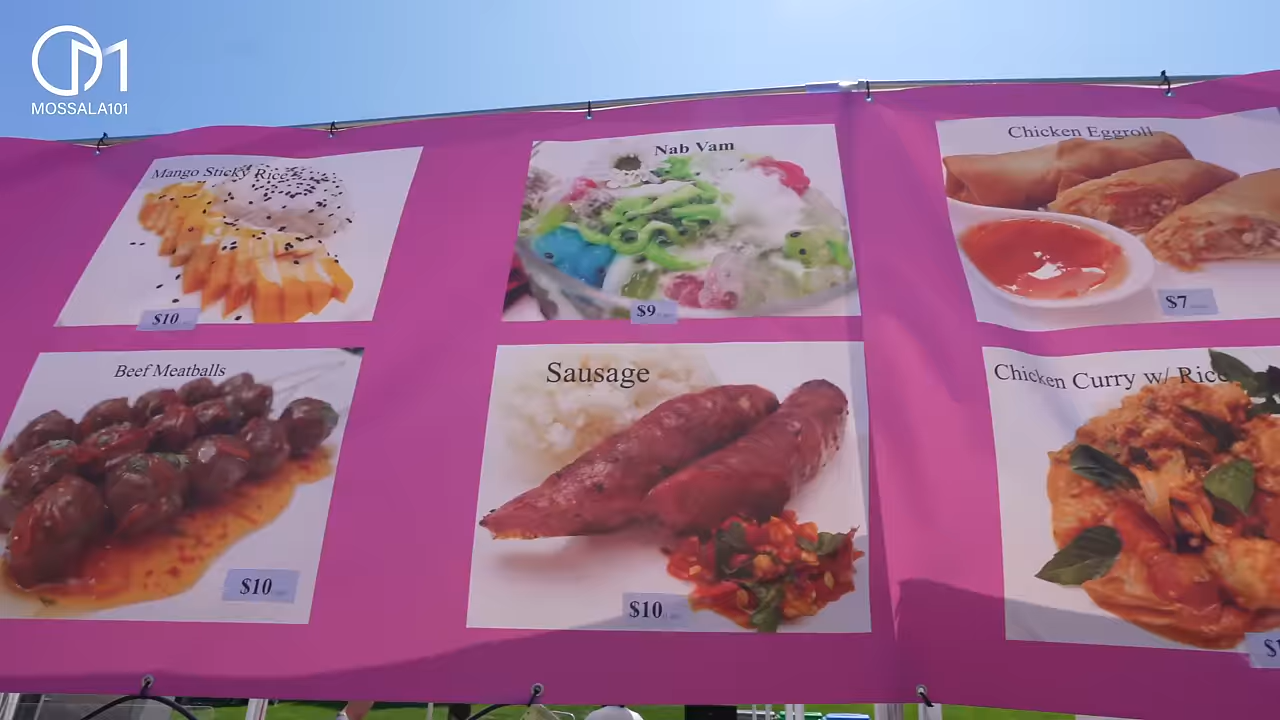 MOSSALA101
Mango Sticky Rice
$10
Nab Vam
$9
Chicken Eggroll
$7
Beef Meatballs
$10
Sausage
$10
Chicken Curry w/ Rice